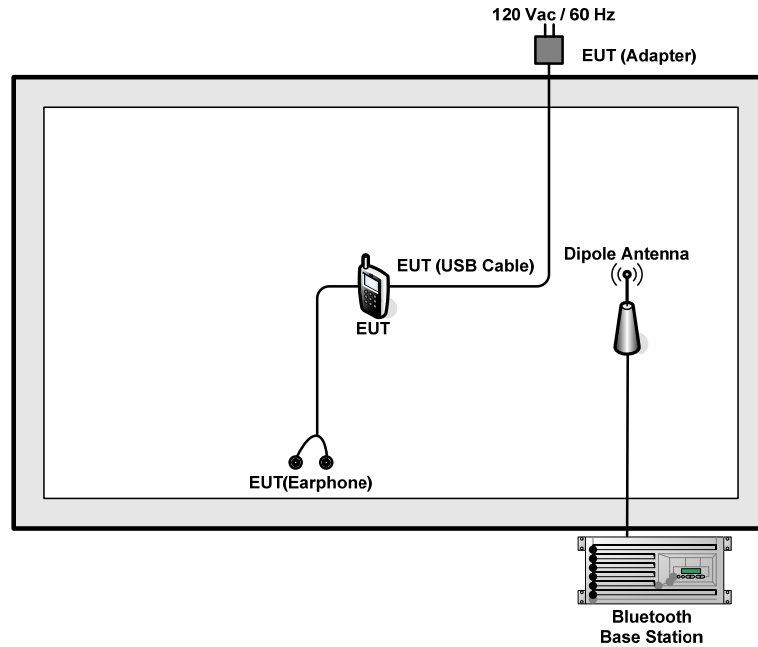 120 Vac / 60 Hz
EUT (Adapter)
EUT (USB Cable)
Dipole Antenna
EUT
EUT(Earphone)
Bluetooth
Base Station